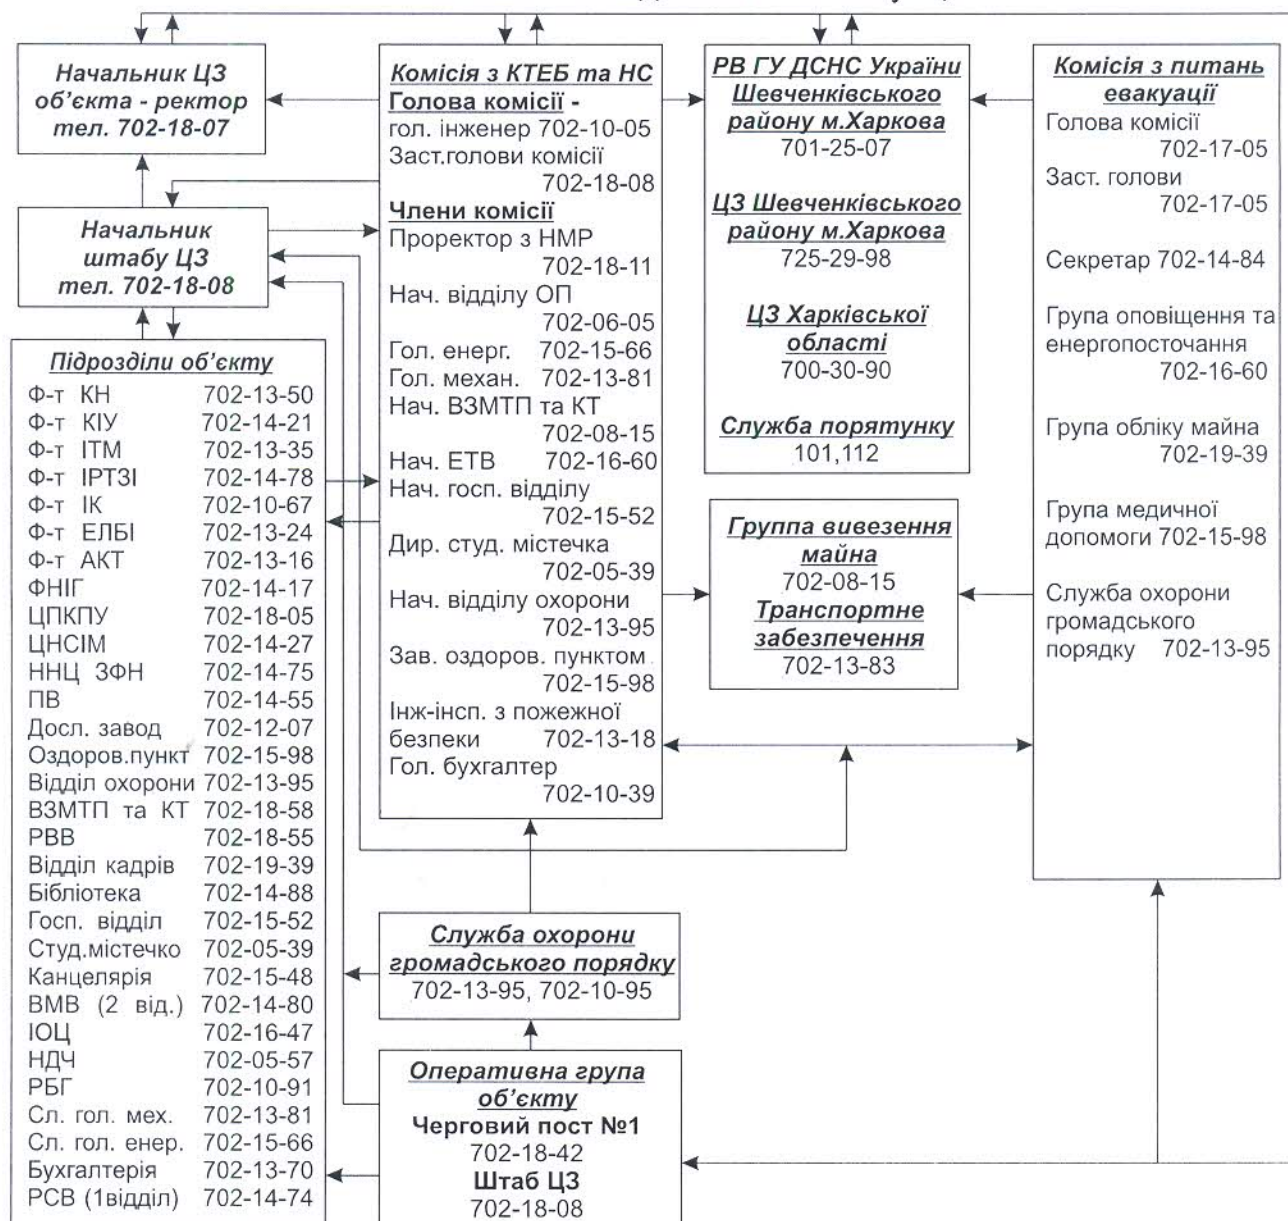 Начальник ЦЗ
об’єкта - ректор
тел. 702-18-07
Начальник
штабу ЦЗ
тел. 702-18-08
Підрозділи об’єкту
Ф-т КН 702-13-50
Ф-т КІУ 702-14-21
Ф-т ІТМ 702-13-35
Ф-т ІРТЗІ 702-14-78
Ф-т ІК 702-10-67
Ф-т ЕЛБІ 702-13-24
Ф-т АКТ 702-13-16
ФНІГ 702-14-17
ЦПКПУ 702-18-05
ЦНСІМ 702-14-27
ННЦ ЗФН 702-14-75
ПВ 702-14-55
Досл. завод 702-12-07
Оздоров.пункт 702-15-98
Відділ охорони 702-13-95
ВЗМТП та КТ 702-18-58
РВВ 702-18-55
Відділ кадрів 702-19-39
Бібліотека 702-14-88
Госп. відділ 702-15-52
Студ.містечко 702-05-39
Канцелярія 702-15-48
ВМВ (2 від.) 702-14-80
ІОЦ 702-16-47
НДЧ 702-05-57
РБГ 702-10-91
Сл. гол. мех. 702-13-81
Сл. гол. енер. 702-15-66
Бухгалтерія 702-13-70
РСВ (1відділ) 702-14-74
Комісія з КТЕБ та НС
Голова комісії -
гол. інженер 702-10-05
Заст.голови комісії
702-18-08
Члени комісії
Проректор з НМР
702-18-11
Нач. відділу ОП
702-06-05
Гол. енерг. 702-15-66
Гол. механ. 702-13-81
Нач. ВЗМТП та КТ
702-08-15
Нач. ЕТВ 702-16-60
Нач. госп. відділу
702-15-52
Дир. студ. містечка
702-05-39
Нач. відділу охорони
702-13-95
Зав. оздоров. пунктом
702-15-98
Інж-інсп. з пожежної
безпеки 702-13-18
Гол. бухгалтер
702-10-39
Служба охорони
громадського порядку
702-13-95, 702-10-95
Оперативна група
об’єкту
Черговий пост №1
702-18-42
Штаб ЦЗ
702-18-08
РВ ГУ ДСНС України
Шевченківського
району м.Харкова
701-25-07
ЦЗ Шевченківського
району м.Харкова
725-29-98
ЦЗ Харківської
області
700-30-90
Служба порятунку
101,112
Группа вивезення
майна
702-08-15
Транспортне
забезпечення
702-13-83
Комісія з питань
евакуації
Голова комісії
702-17-05
Заст. голови
702-17-05
Секретар 702-14-84
Група оповіщення та
енергопосточання
702-16-60
Група обліку майна
702-19-39
Група медичної
допомоги 702-15-98
Служба охорони
громадського
порядку 702-13-95